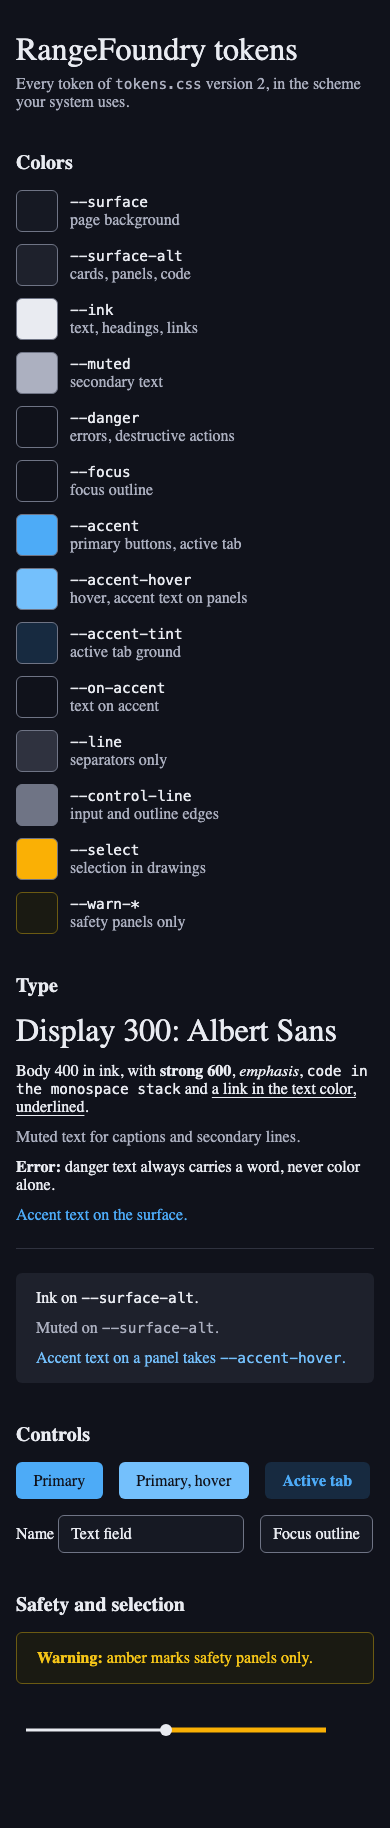 RangeFoundry tokens
Every token of tokens.css version 2, in the scheme
your system uses.
Colors
--surface
page background
--surface-alt
cards, panels, code
--ink
text, headings, links
--muted
secondary text
--danger
errors, destructive actions
--focus
focus outline
--accent
primary buttons, active tab
--accent-hover
hover, accent text on panels
--accent-tint
active tab ground
--on-accent
text on accent
--line
separators only
--control-line
input and outline edges
--select
selection in drawings
--warn-*
safety panels only
Type
Display 300: Albert Sans
Body 400 in ink, with strong 600, emphasis, code in
the monospace stack and a link in the text color,
underlined.
Muted text for captions and secondary lines.
Error: danger text always carries a word, never color
alone.
Accent text on the surface.
Ink on --surface-alt.
Muted on --surface-alt.
Accent text on a panel takes --accent-hover.
Controls
Primary Primary, hover Active tab
Name Text field Focus outline
Safety and selection
Warning: amber marks safety panels only.